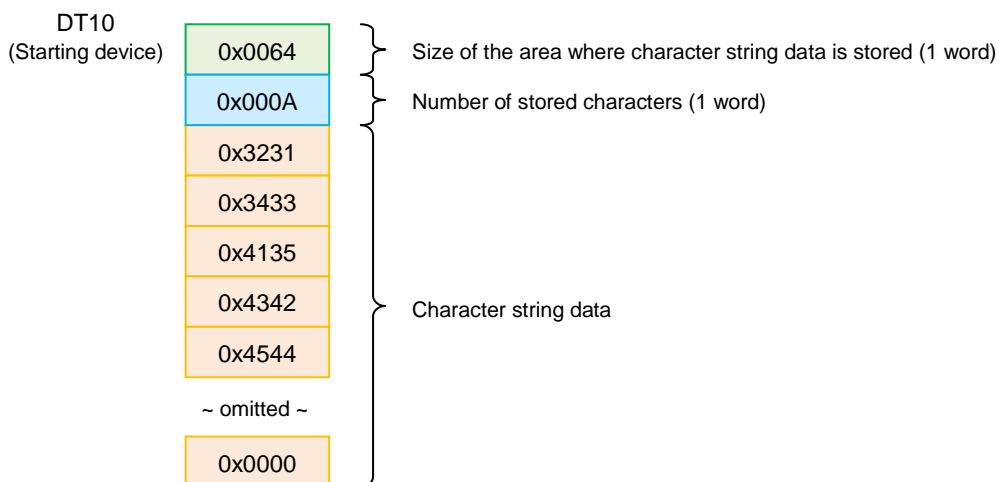 DT10
(Starting device)
0x0064
Size of the area where character string data is stored (1 word)
0x000A
Number of stored characters (1 word)
0x3231
0x3433
0x4135
0x4342
Character string data
0x4544
~ omitted ~
0x0000